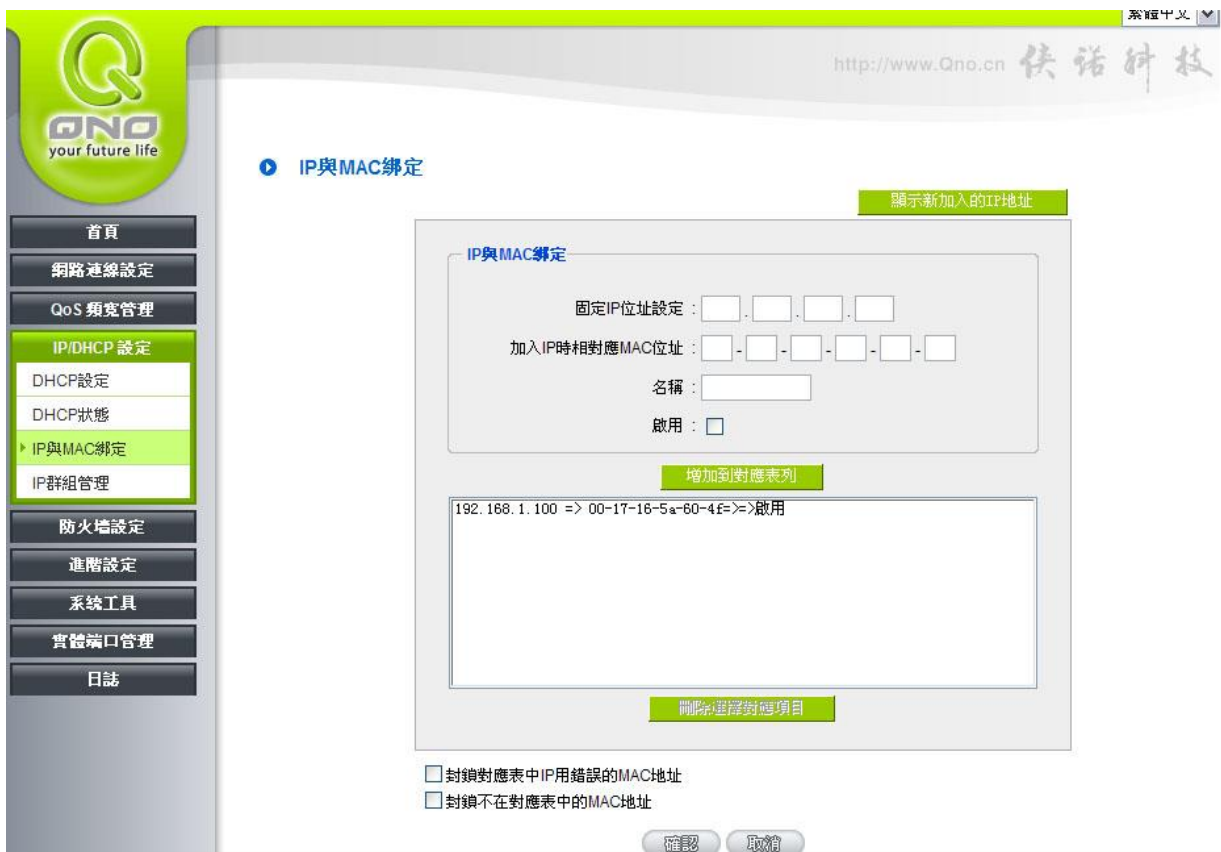 繁體中文
http://www.Qno.cn 俠諾科技
QNO
your future life
IP與MAC綁定
顯示新加入的IP地址
首頁
網路連線設定
QoS 頻寬管理
IP/DHCP 設定
DHCP設定
DHCP狀態
IP與MAC綁定
IP群組管理
防火墻設定
進階設定
系統工具
實體端口管理
日誌
IP與MAC綁定
固定IP位址設定 : . . .
加入IP時相對應MAC位址 : - - - - -
名稱 :
啟用 :
增加到對應表列
192.168.1.100 => 00-17-16-5a-60-4f=>=>啟用
刪除選擇對應項目
封鎖對應表中IP用錯誤的MAC地址
封鎖不在對應表中的MAC地址
確認 取消